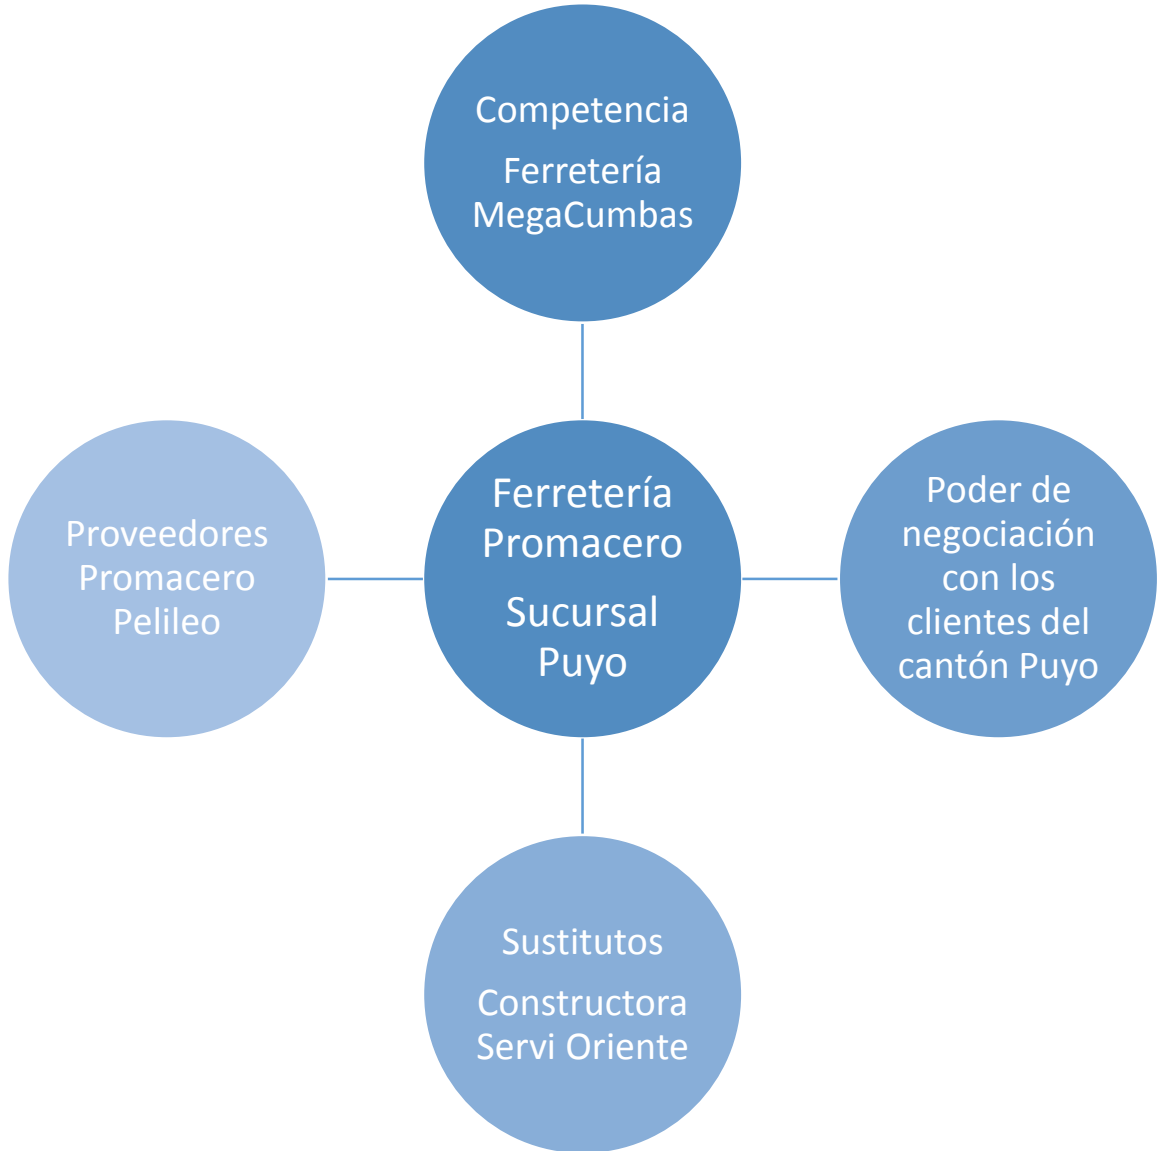 Competencia
Ferretería
MegaCumbas
Proveedores
Promacero
Pelileo
Ferretería
Promacero
Sucursal
Puyo
Poder de
negociación
con los
clientes del
cantón Puyo
Sustitutos
Constructora
Servi Oriente